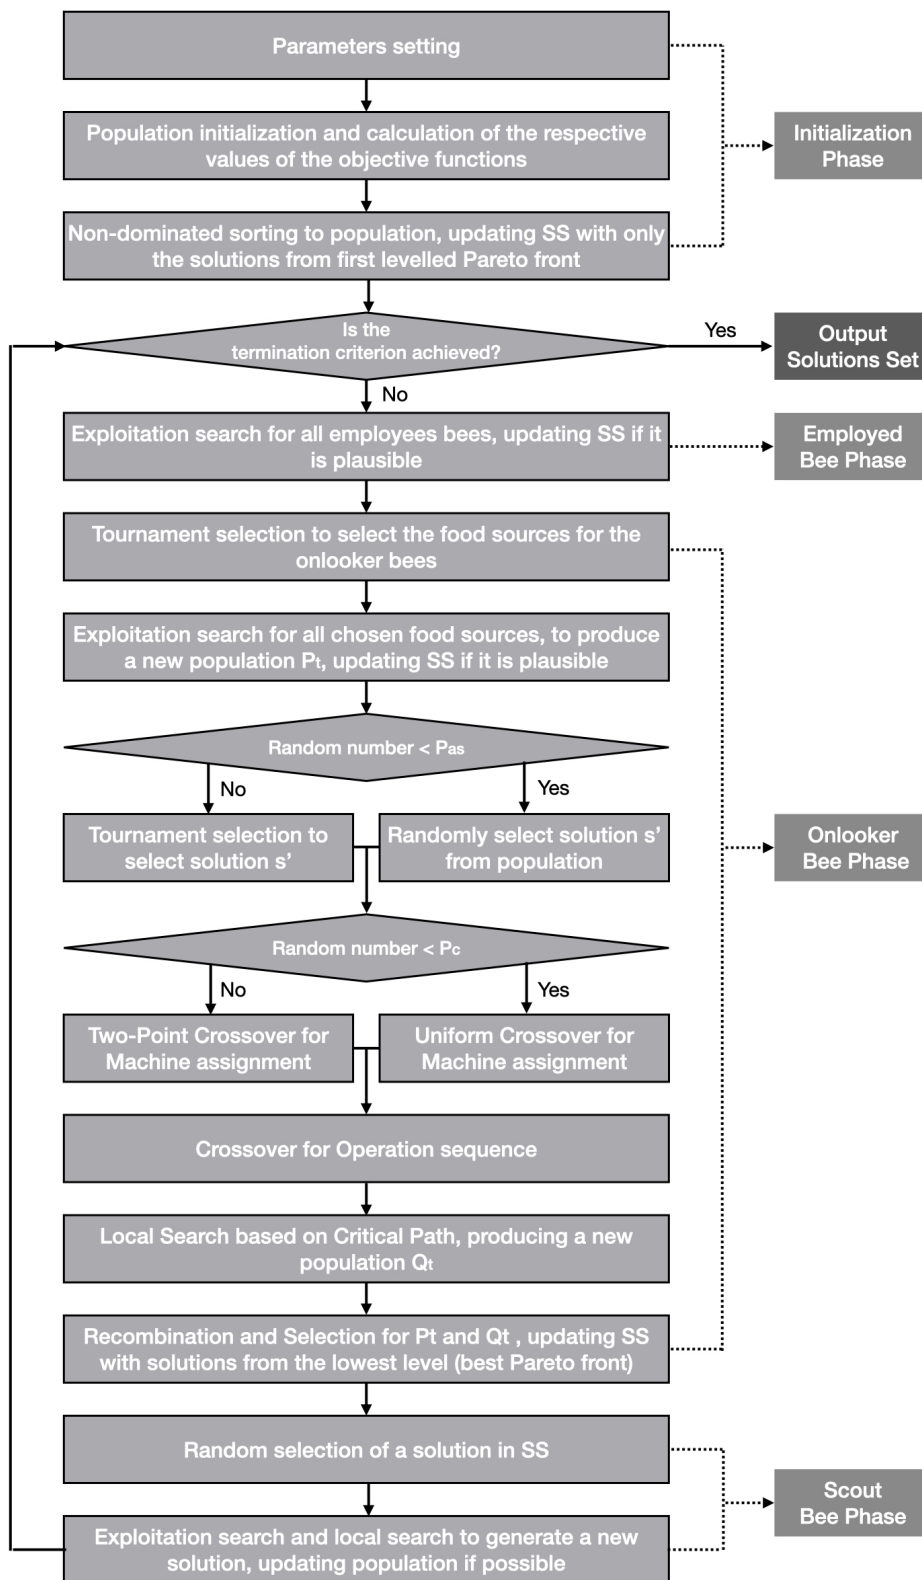 Parameters setting
Population initialization and calculation of the respective
values of the objective functions
Initialization
Phase
Non-dominated sorting to population, updating SS with only
the solutions from first levelled Pareto front
Is the
termination criterion achieved?
Yes
Output
Solutions Set
No
Exploitation search for all employees bees, updating SS if it
is plausible
Employed
Bee Phase
Tournament selection to select the food sources for the
onlooker bees
Exploitation search for all chosen food sources, to produce
a new population Pt, updating SS if it is plausible
Random number < Pas
No
Yes
Tournament selection to
select solution s’
Randomly select solution s’
from population
Onlooker
Bee Phase
Random number < Pc
No
Yes
Two-Point Crossover for
Machine assignment
Uniform Crossover for
Machine assignment
Crossover for Operation sequence
Local Search based on Critical Path, producing a new
population Qt
Recombination and Selection for Pt and Qt , updating SS
with solutions from the lowest level (best Pareto front)
Random selection of a solution in SS
Scout
Bee Phase
Exploitation search and local search to generate a new
solution, updating population if possible